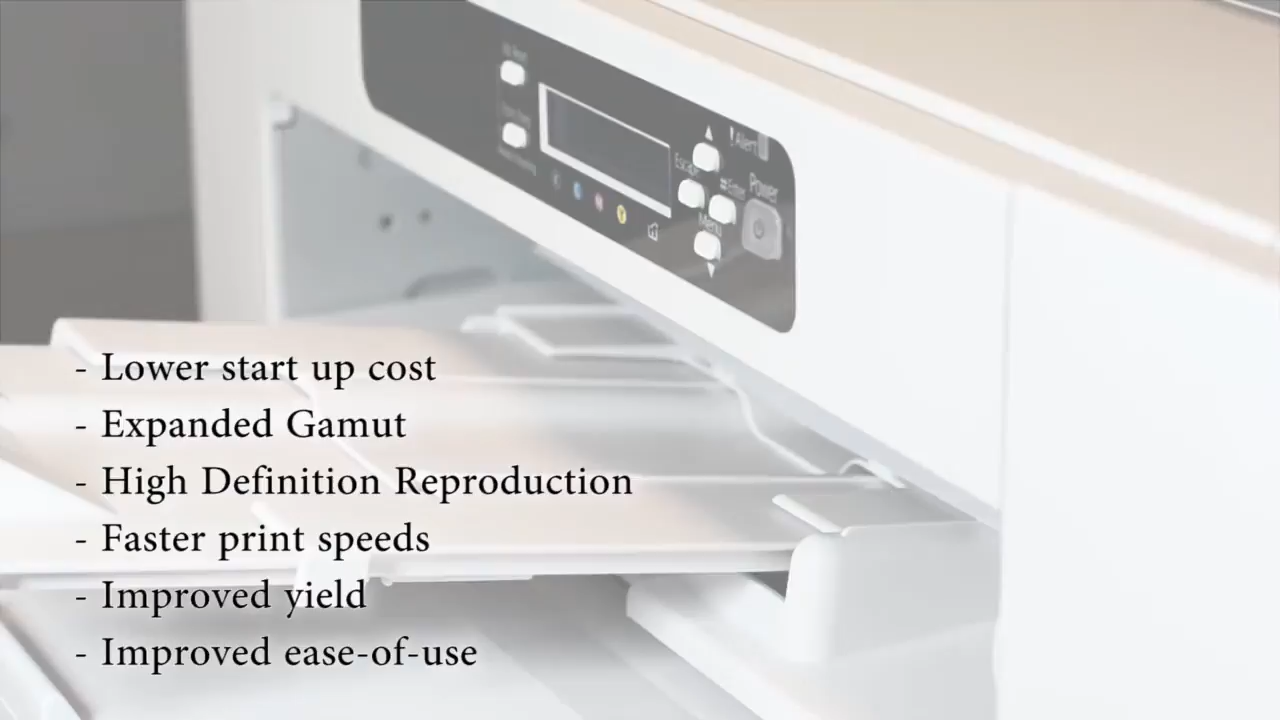 ! Alert
Escape
#Enter
Power
Menu
- Lower start up cost
- Expanded Gamut
- High Definition Reproduction
- Faster print speeds
- Improved yield
- Improved ease-of-use